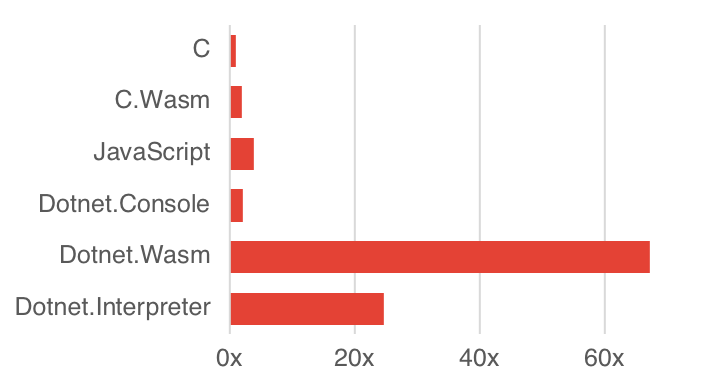 C
C.Wasm
JavaScript
Dotnet.Console
Dotnet.Wasm
Dotnet.Interpreter
0x 20x 40x 60x